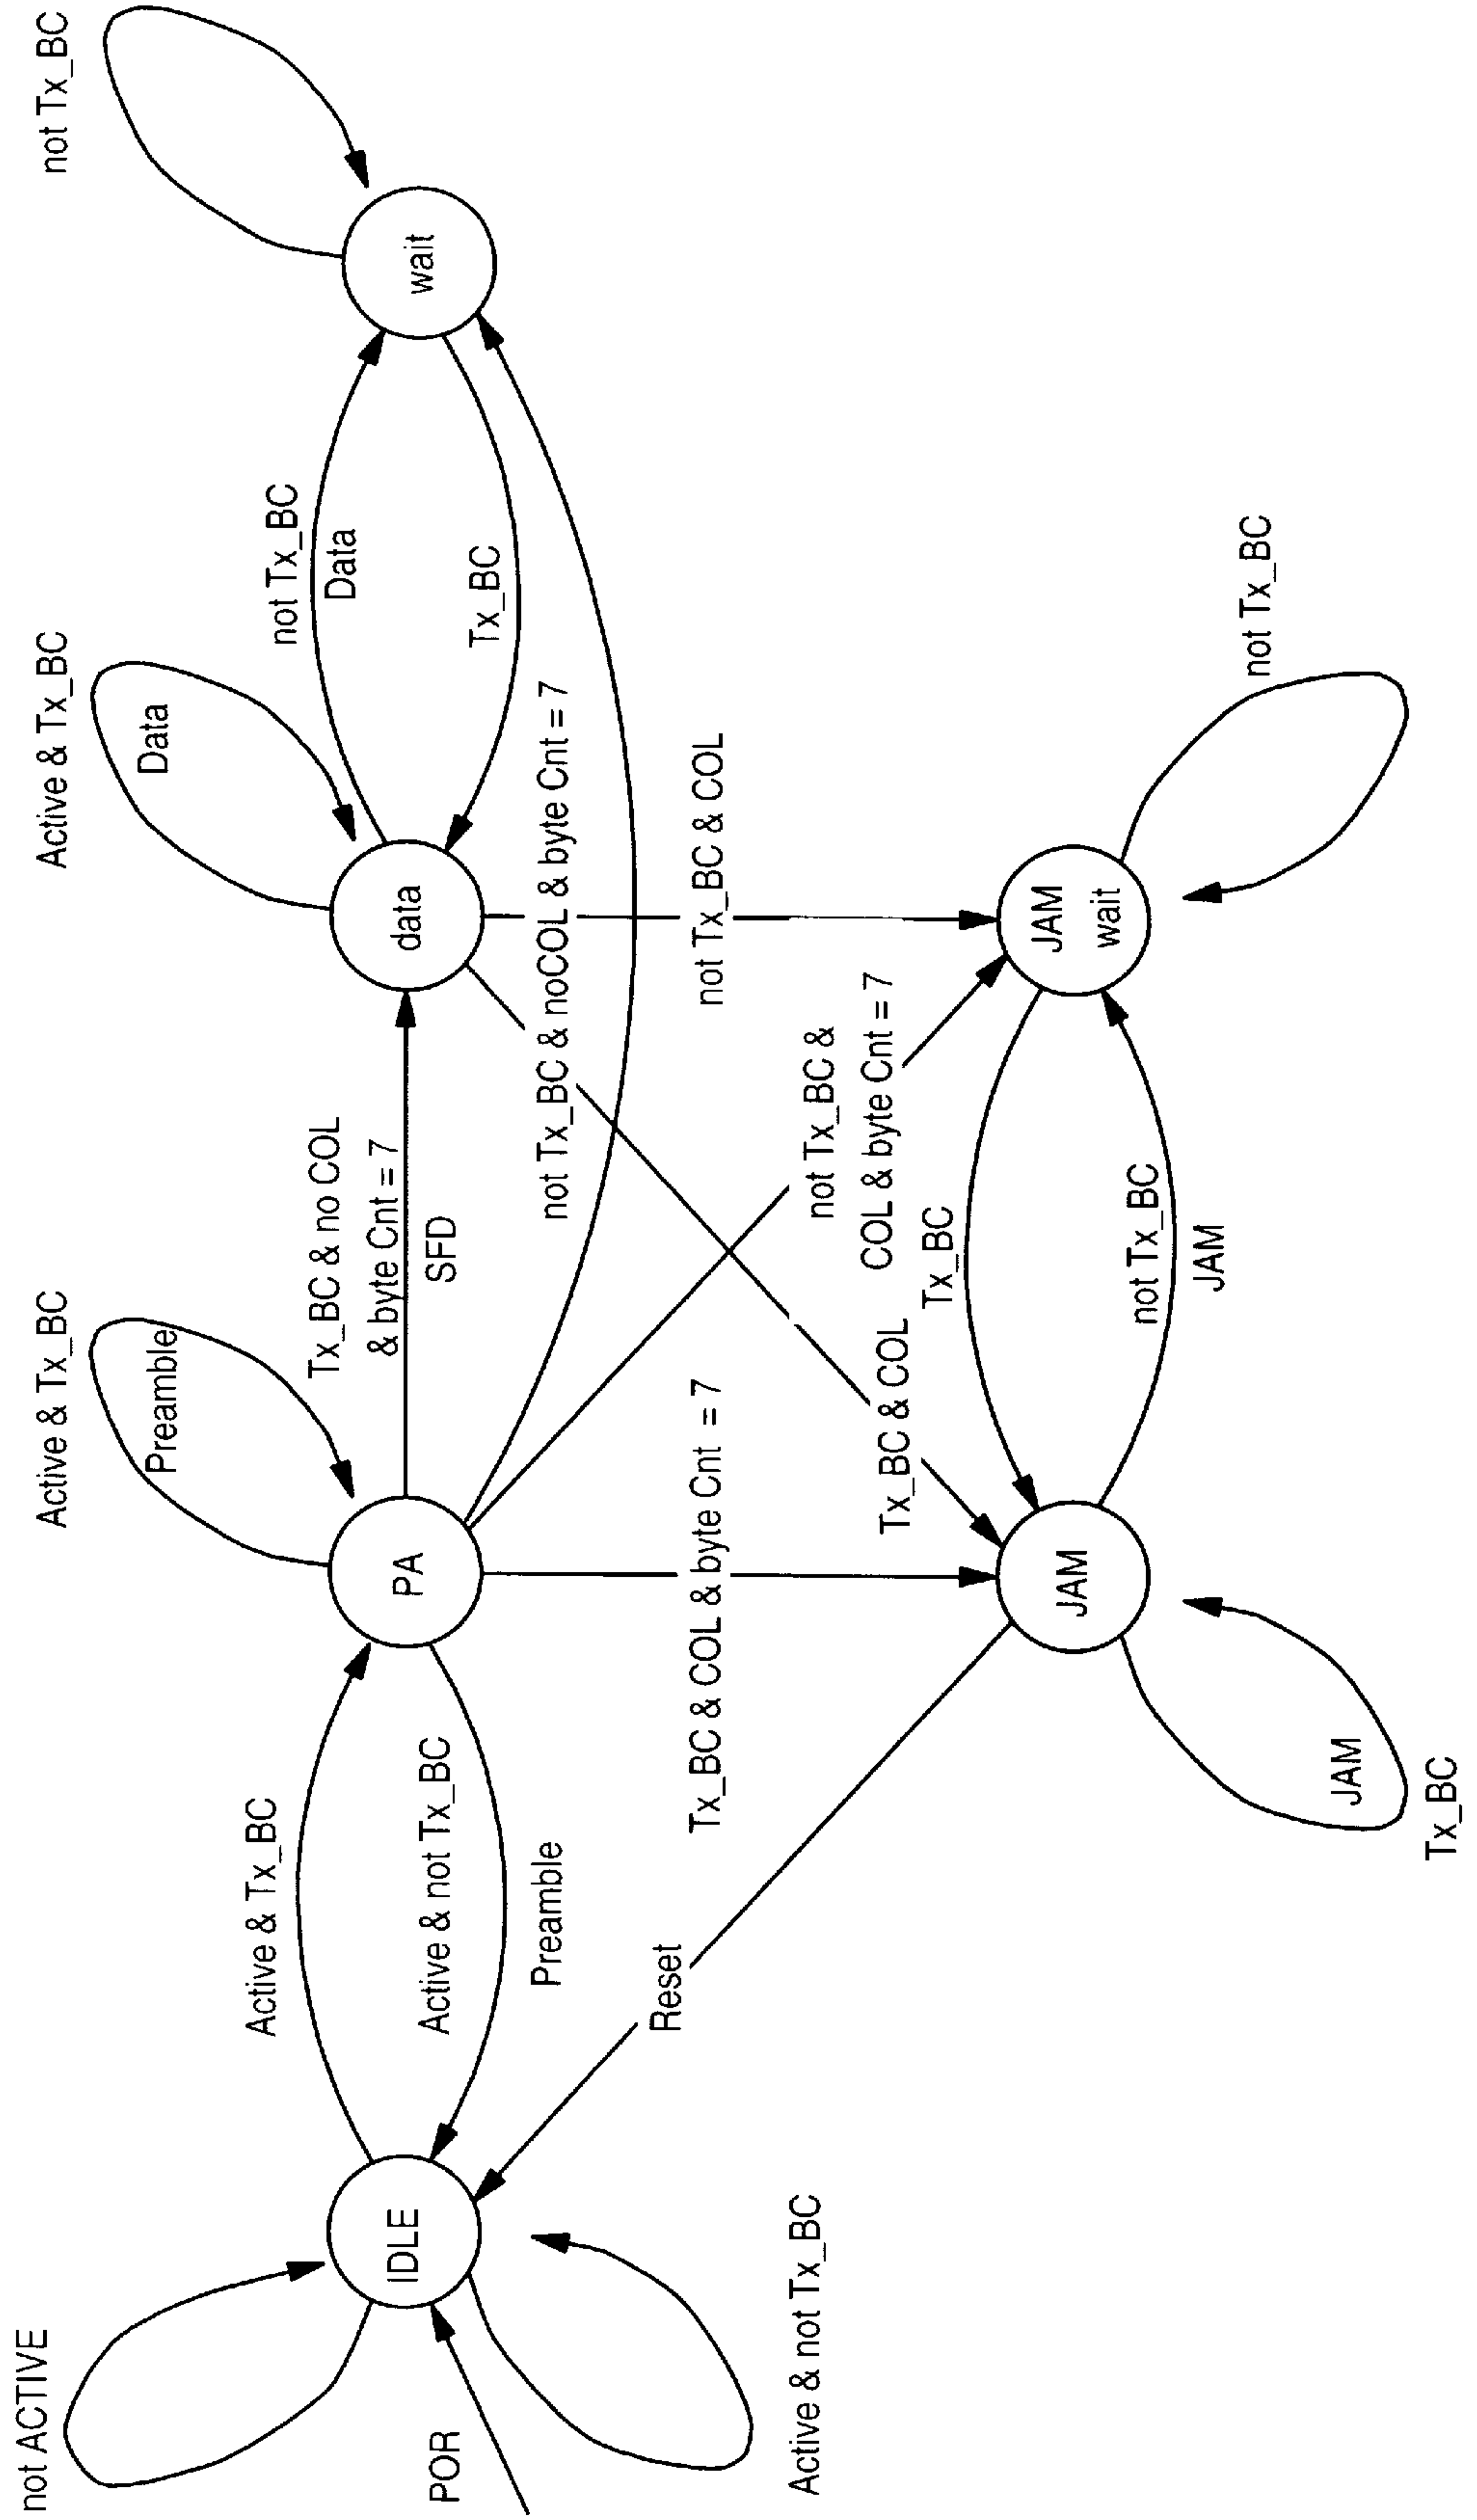 not ACTIVE
POR
IDLE
Active & not Tx_BC
Active & Tx_BC
Active & not Tx_BC
Preamble
Reset
Active & Tx_BC
Preamble
PA
Tx_BC & no COL
& byte Cnt = 7
SFD
Tx_BC & COL & byte Cnt = 7
not Tx_BC & noCOL & byte Cnt = 7
not Tx_BC &
COL & byte Cnt = 7
Tx_BC & COL
JAM
JAM
Tx_BC
Tx_BC
not Tx_BC
JAM
Active & Tx_BC
Data
data
not Tx_BC
Data
Tx_BC
not Tx_BC & COL
JAM
wait
not Tx_BC
wait
not Tx_BC